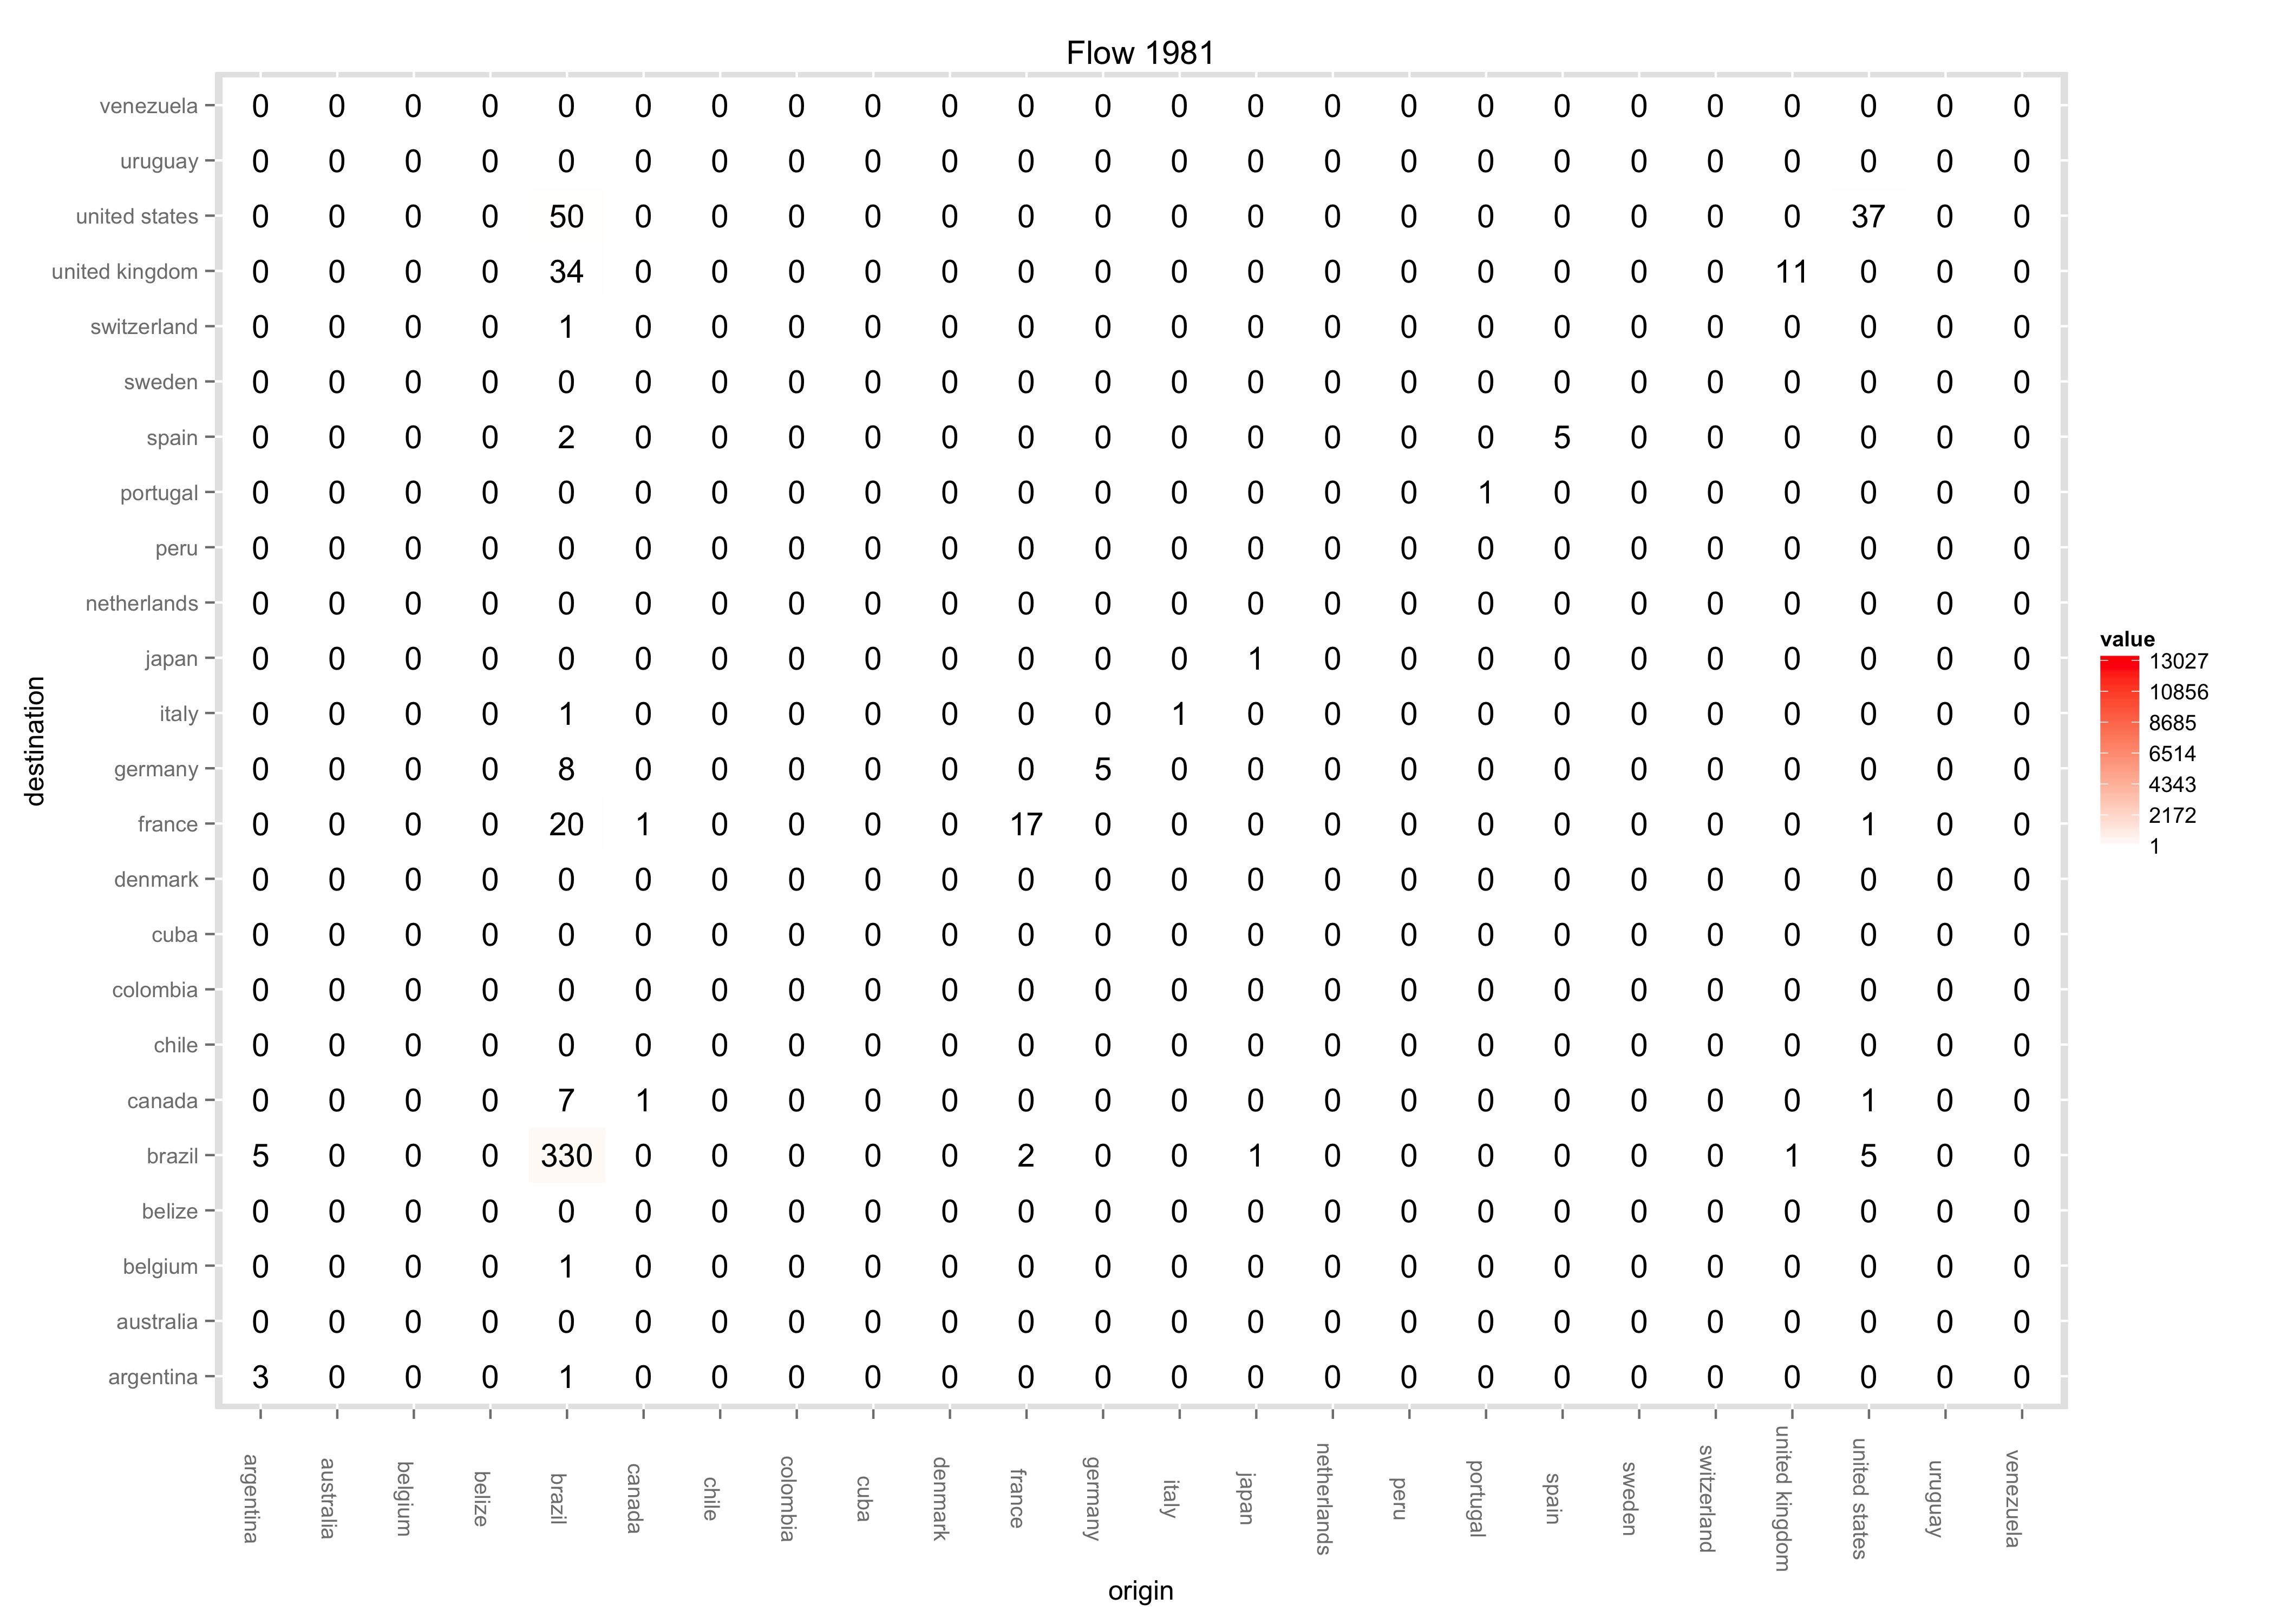 Flow 1981
venezuela 0 0 0 0 0 0 0 0 0 0 0 0 0 0 0 0 0 0 0 0 0 0 0 0
uruguay 0 0 0 0 0 0 0 0 0 0 0 0 0 0 0 0 0 0 0 0 0 0 0 0
united states 0 0 0 0 50 0 0 0 0 0 0 0 0 0 0 0 0 0 0 0 0 37 0 0
united kingdom 0 0 0 0 34 0 0 0 0 0 0 0 0 0 0 0 0 0 0 0 11 0 0 0
switzerland 0 0 0 0 1 0 0 0 0 0 0 0 0 0 0 0 0 0 0 0 0 0 0 0
sweden 0 0 0 0 0 0 0 0 0 0 0 0 0 0 0 0 0 0 0 0 0 0 0 0
spain 0 0 0 0 2 0 0 0 0 0 0 0 0 0 0 0 0 5 0 0 0 0 0 0
portugal 0 0 0 0 0 0 0 0 0 0 0 0 0 0 0 0 1 0 0 0 0 0 0 0
peru 0 0 0 0 0 0 0 0 0 0 0 0 0 0 0 0 0 0 0 0 0 0 0 0
netherlands 0 0 0 0 0 0 0 0 0 0 0 0 0 0 0 0 0 0 0 0 0 0 0 0
japan 0 0 0 0 0 0 0 0 0 0 0 0 0 1 0 0 0 0 0 0 0 0 0 0
italy 0 0 0 0 1 0 0 0 0 0 0 0 1 0 0 0 0 0 0 0 0 0 0 0
germany 0 0 0 0 8 0 0 0 0 0 0 5 0 0 0 0 0 0 0 0 0 0 0 0
france 0 0 0 0 20 1 0 0 0 0 17 0 0 0 0 0 0 0 0 0 0 1 0 0
denmark 0 0 0 0 0 0 0 0 0 0 0 0 0 0 0 0 0 0 0 0 0 0 0 0
cuba 0 0 0 0 0 0 0 0 0 0 0 0 0 0 0 0 0 0 0 0 0 0 0 0
colombia 0 0 0 0 0 0 0 0 0 0 0 0 0 0 0 0 0 0 0 0 0 0 0 0
chile 0 0 0 0 0 0 0 0 0 0 0 0 0 0 0 0 0 0 0 0 0 0 0 0
canada 0 0 0 0 7 1 0 0 0 0 0 0 0 0 0 0 0 0 0 0 0 1 0 0
brazil 5 0 0 0 330 0 0 0 0 0 2 0 0 1 0 0 0 0 0 0 1 5 0 0
belize 0 0 0 0 0 0 0 0 0 0 0 0 0 0 0 0 0 0 0 0 0 0 0 0
belgium 0 0 0 0 1 0 0 0 0 0 0 0 0 0 0 0 0 0 0 0 0 0 0 0
australia 0 0 0 0 0 0 0 0 0 0 0 0 0 0 0 0 0 0 0 0 0 0 0 0
argentina 3 0 0 0 1 0 0 0 0 0 0 0 0 0 0 0 0 0 0 0 0 0 0 0
argentina australia belgium belize brazil canada chile colombia cuba denmark france germany italy japan netherlands peru portugal spain sweden switzerland united kingdom united states uruguay venezuela
origin
destination
value
13027
10856
8685
6514
4343
2172
1